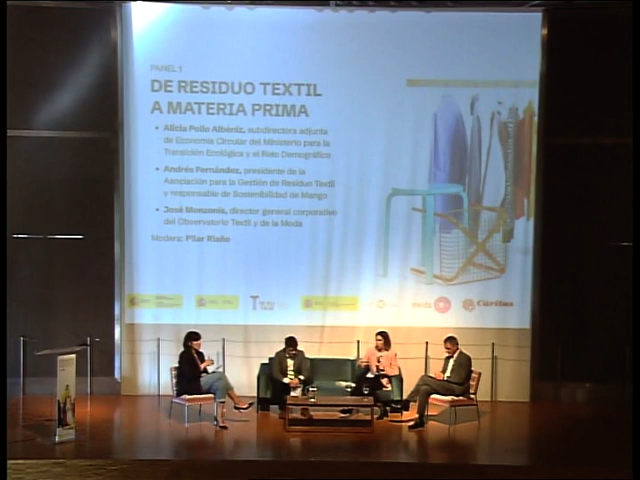 PANEL 1
DE RESIDUO TEXTIL
A MATERIA PRIMA
• Alicia Pollo Albéniz, subdirectora adjunta
de Economía Circular del Ministerio para la
Transición Ecológica y el Reto Demográfico
• Andrés Fernández, presidente de la
Asociación para la Gestión de Residuo Textil
y responsable de Sostenibilidad de Mango
• José Monzonís, director general corporativo
del Observatorio Textil y de la Moda
Modera: Pilar Riaño
moda
Cáritas